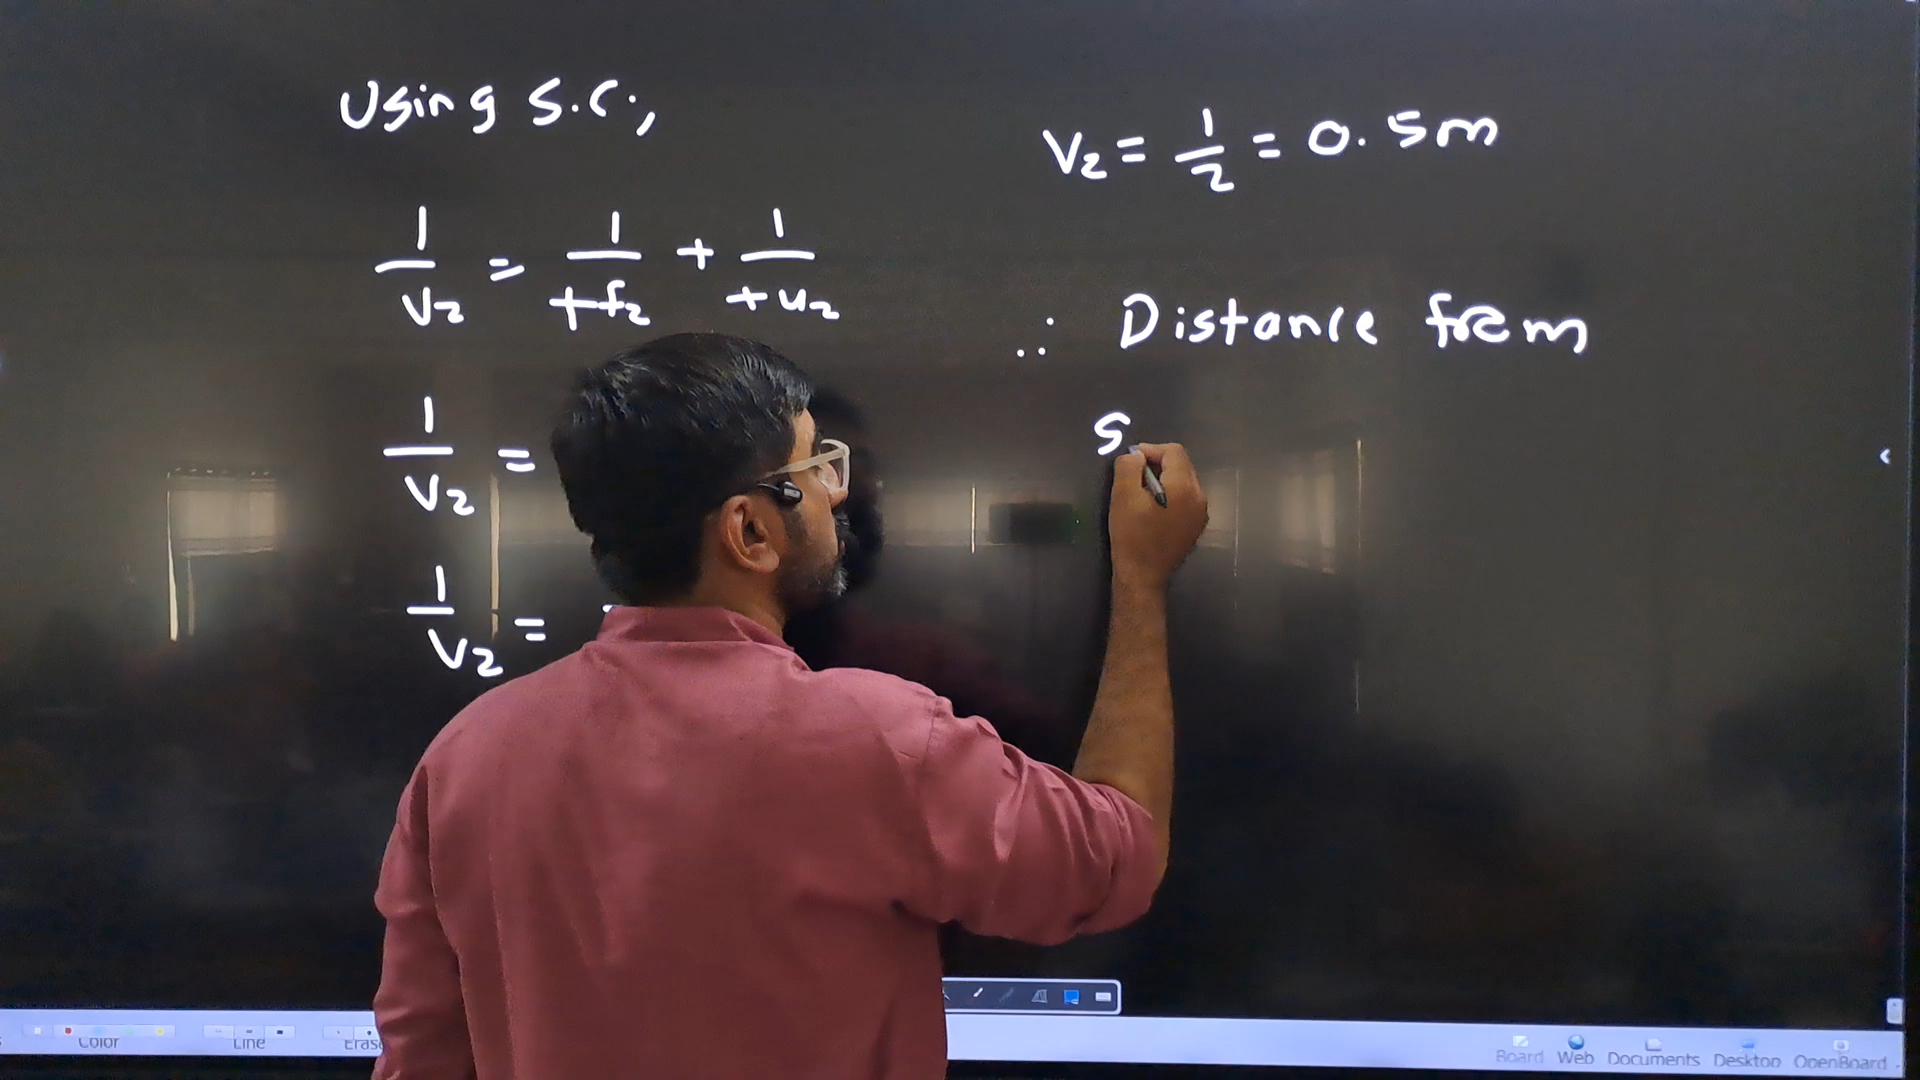 Using S.C.,
1/V2 = 1/+f2 + 1/+u2
1/V2 =
1/V2 =
V2 = 1/2 = 0.5m
∴ Distance from
S
Color Line Erase
Board Web Documents Desktop OpenBoard